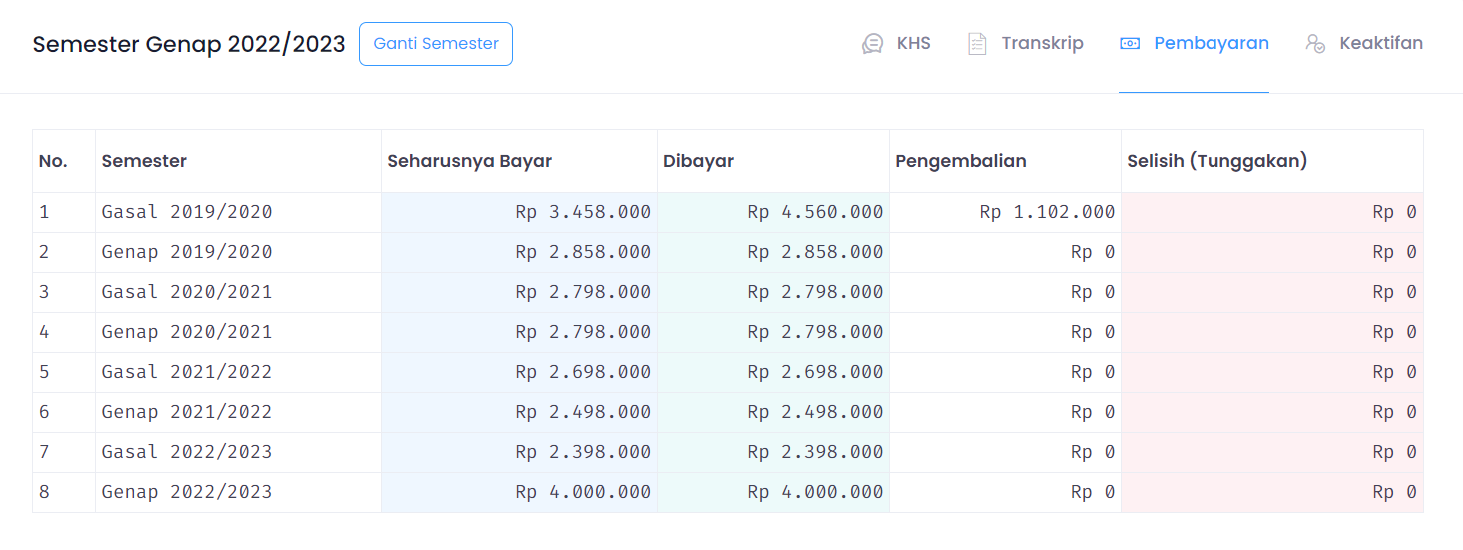 Semester Genap 2022/2023 Ganti Semester KHS Transkrip Pembayaran Keaktifan
No. Semester Seharusnya Bayar Dibayar Pengembalian Selisih (Tunggakan)
1 Gasal 2019/2020 Rp 3.458.000 Rp 4.560.000 Rp 1.102.000 Rp 0
2 Genap 2019/2020 Rp 2.858.000 Rp 2.858.000 Rp 0 Rp 0
3 Gasal 2020/2021 Rp 2.798.000 Rp 2.798.000 Rp 0 Rp 0
4 Genap 2020/2021 Rp 2.798.000 Rp 2.798.000 Rp 0 Rp 0
5 Gasal 2021/2022 Rp 2.698.000 Rp 2.698.000 Rp 0 Rp 0
6 Genap 2021/2022 Rp 2.498.000 Rp 2.498.000 Rp 0 Rp 0
7 Gasal 2022/2023 Rp 2.398.000 Rp 2.398.000 Rp 0 Rp 0
8 Genap 2022/2023 Rp 4.000.000 Rp 4.000.000 Rp 0 Rp 0